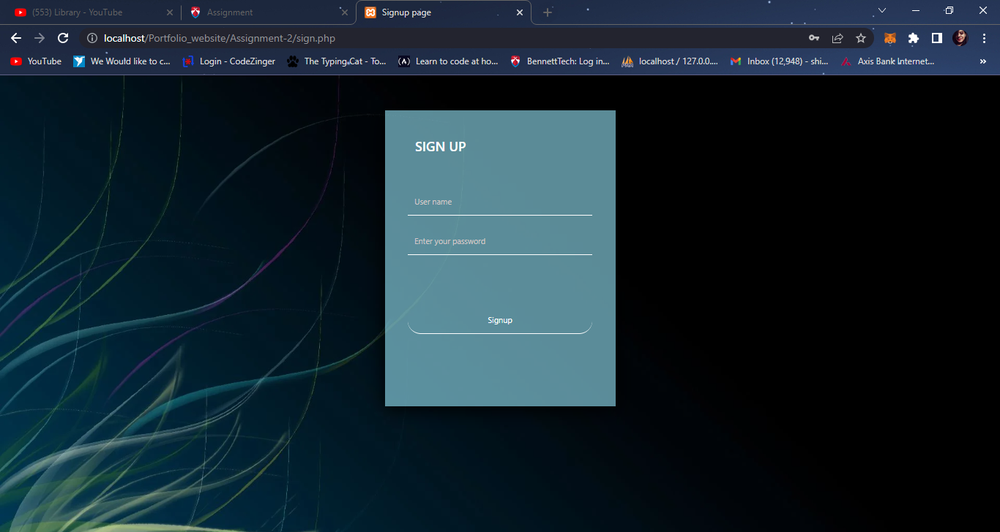 (553) Library - YouTube
Assignment
Signup page
localhost/Portfolio_website/Assignment-2/sign.php
YouTube
We Would like to c...
Login - CodeZinger
The Typing Cat - To...
Learn to code at ho...
BennettTech: Log in...
localhost / 127.0.0....
Inbox (12,948) - shi...
Axis Bank Internet...
SIGN UP
User name
Enter your password
Signup